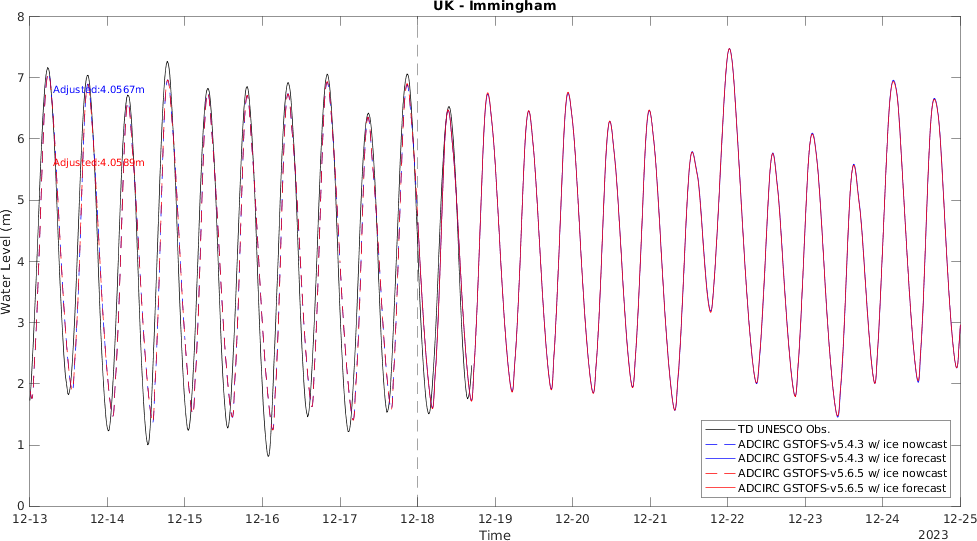 UK - Immingham
8
7
6
5
4
3
2
1
0
Water Level (m)
Adjusted:4.0567m
Adjusted:4.0589m
TD UNESCO Obs.
ADCIRC GSTOFS-v5.4.3 w/ ice nowcast
ADCIRC GSTOFS-v5.4.3 w/ ice forecast
ADCIRC GSTOFS-v5.6.5 w/ ice nowcast
ADCIRC GSTOFS-v5.6.5 w/ ice forecast
12-13 12-14 12-15 12-16 12-17 12-18 12-19 12-20 12-21 12-22 12-23 12-24 12-25
Time
2023